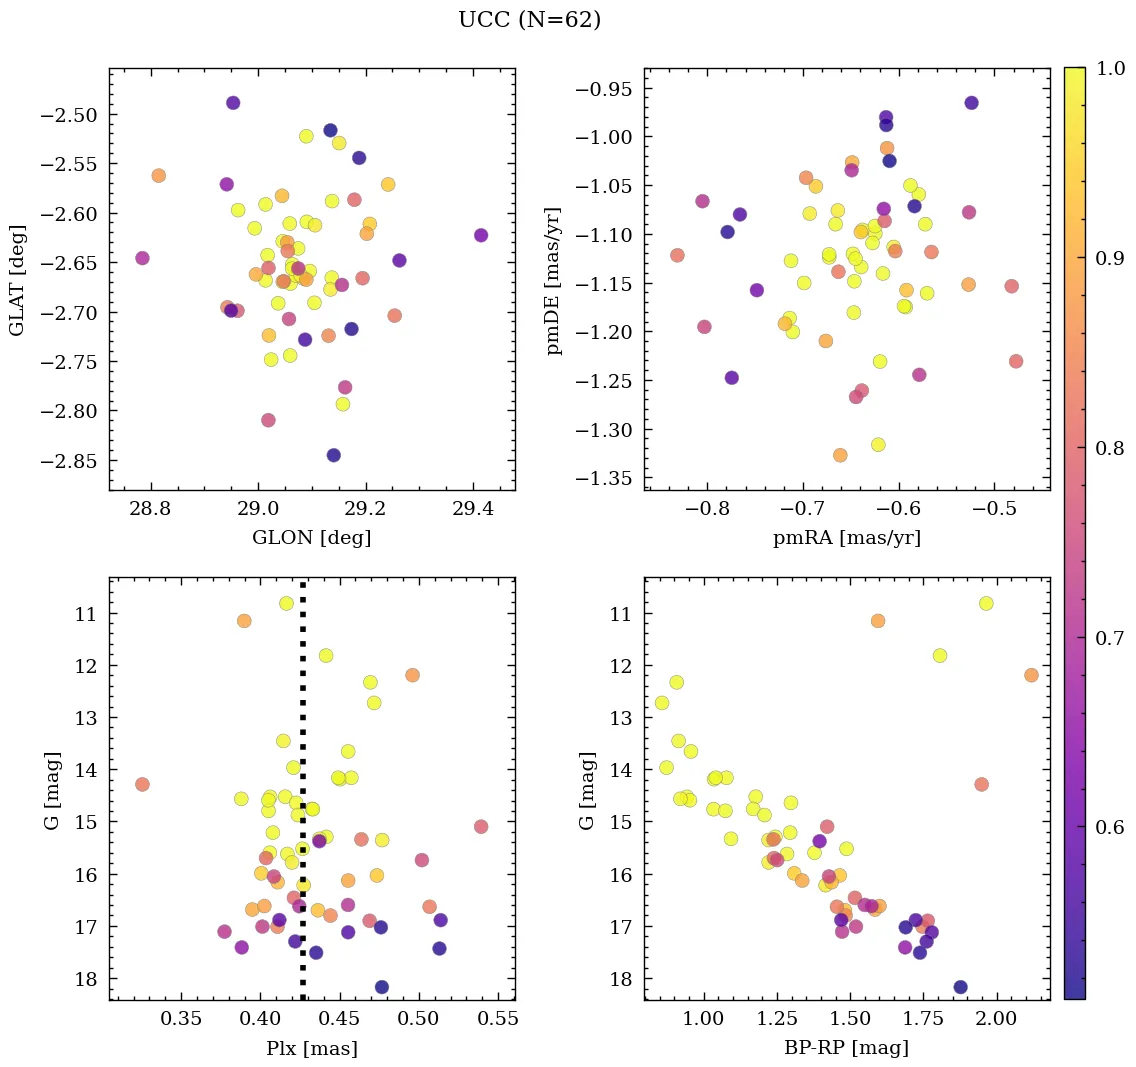 UCC (N=62)
−2.50
−2.55
−2.60
−2.65
−2.70
−2.75
−2.80
−2.85
GLAT [deg]
28.8 29.0 29.2 29.4
GLON [deg]
−0.95
−1.00
−1.05
−1.10
−1.15
−1.20
−1.25
−1.30
−1.35
pmDE [mas/yr]
−0.8 −0.7 −0.6 −0.5
pmRA [mas/yr]
1.0
0.9
0.8
0.7
0.6
11
12
13
14
15
16
17
18
G [mag]
0.35 0.40 0.45 0.50 0.55
Plx [mas]
11
12
13
14
15
16
17
18
G [mag]
1.00 1.25 1.50 1.75 2.00
BP-RP [mag]